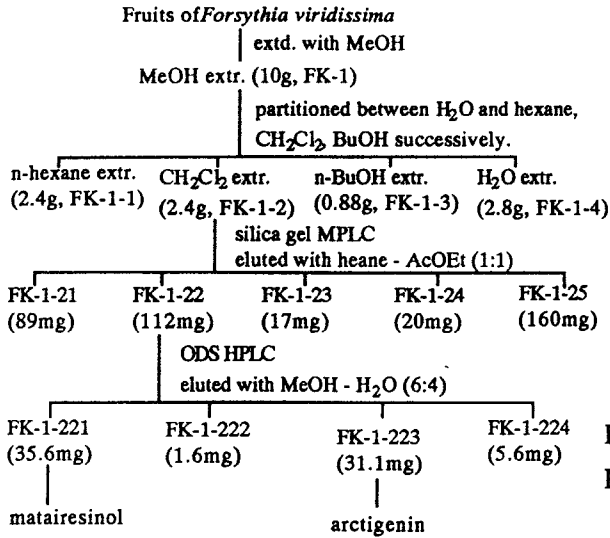 Fruits of Forsythia viridissima
extd. with MeOH
MeOH extr. (10g, FK-1)
partitioned between H₂O and hexane,
CH₂Cl₂, BuOH successively.
n-hexane extr. CH₂Cl₂ extr. n-BuOH extr. H₂O extr.
(2.4g, FK-1-1) (2.4g, FK-1-2) (0.88g, FK-1-3) (2.8g, FK-1-4)
silica gel MPLC
eluted with heane - AcOEt (1:1)
FK-1-21 FK-1-22 FK-1-23 FK-1-24 FK-1-25
(89mg) (112mg) (17mg) (20mg) (160mg)
ODS HPLC
eluted with MeOH - H₂O (6:4)
FK-1-221 FK-1-222 FK-1-223 FK-1-224
(35.6mg) (1.6mg) (31.1mg) (5.6mg)
matairesinol arctigenin